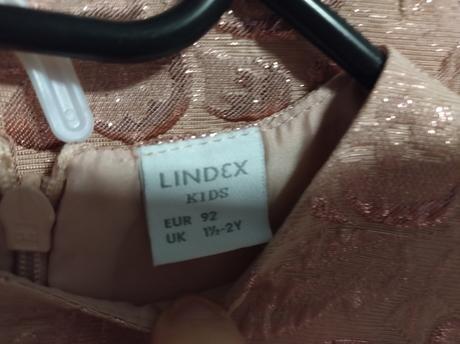 LINDEX
KIDS
EUR 92
UK 1½-2Y